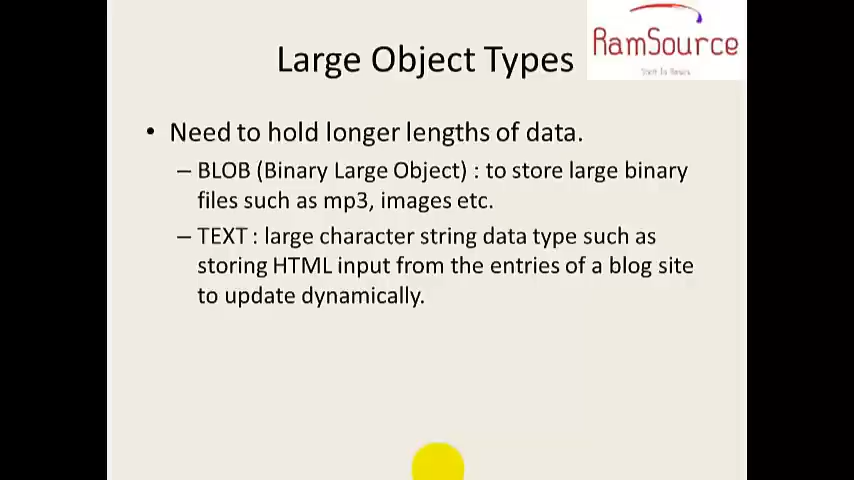 RamSource
Large Object Types
• Need to hold longer lengths of data.
– BLOB (Binary Large Object) : to store large binary
files such as mp3, images etc.
– TEXT : large character string data type such as
storing HTML input from the entries of a blog site
to update dynamically.